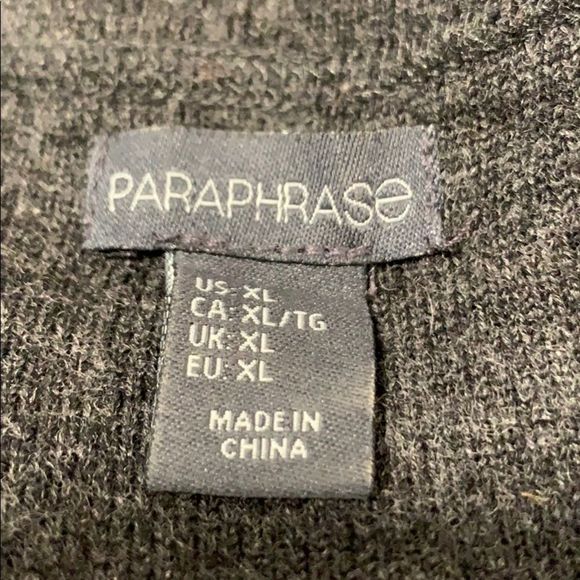 PARAPHRASe
US: XL
CA: XL/TG
UK: XL
EU: XL
MADE IN
CHINA